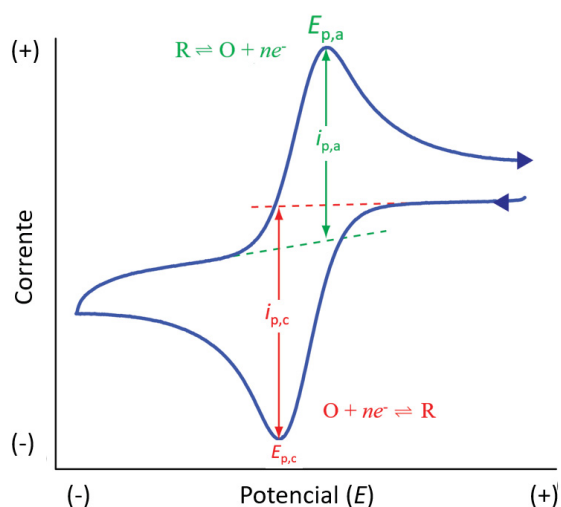 E_p,a
(+)
R ⇌ O + ne⁻
i_p,a
Corrente
i_p,c
O + ne⁻ ⇌ R
(-)
E_p,c
(-)
Potencial (E)
(+)